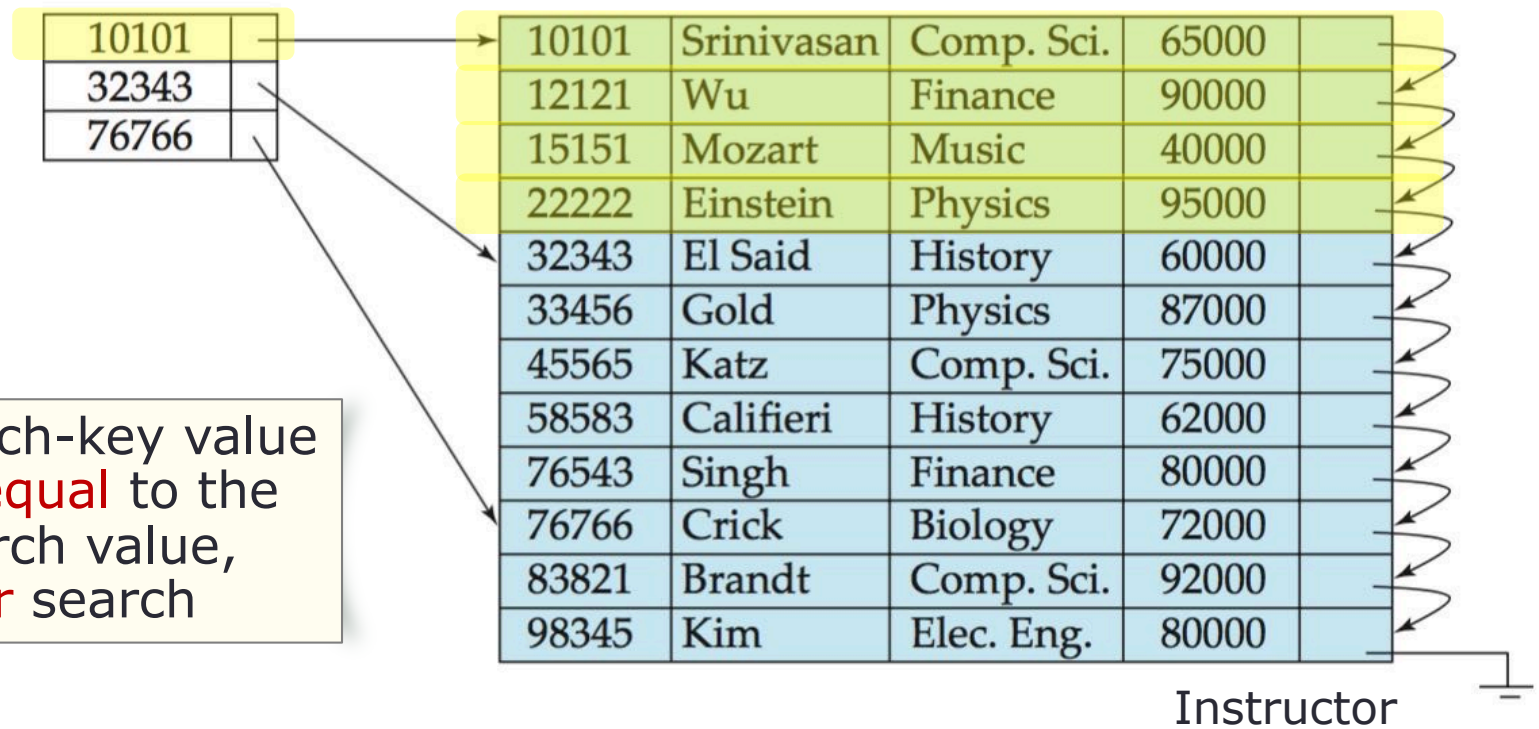 10101
32343
76766
10101 Srinivasan Comp. Sci. 65000
12121 Wu Finance 90000
15151 Mozart Music 40000
22222 Einstein Physics 95000
32343 El Said History 60000
33456 Gold Physics 87000
45565 Katz Comp. Sci. 75000
58583 Califieri History 62000
76543 Singh Finance 80000
76766 Crick Biology 72000
83821 Brandt Comp. Sci. 92000
98345 Kim Elec. Eng. 80000
ch-key value
equal to the
rch value,
r search
Instructor